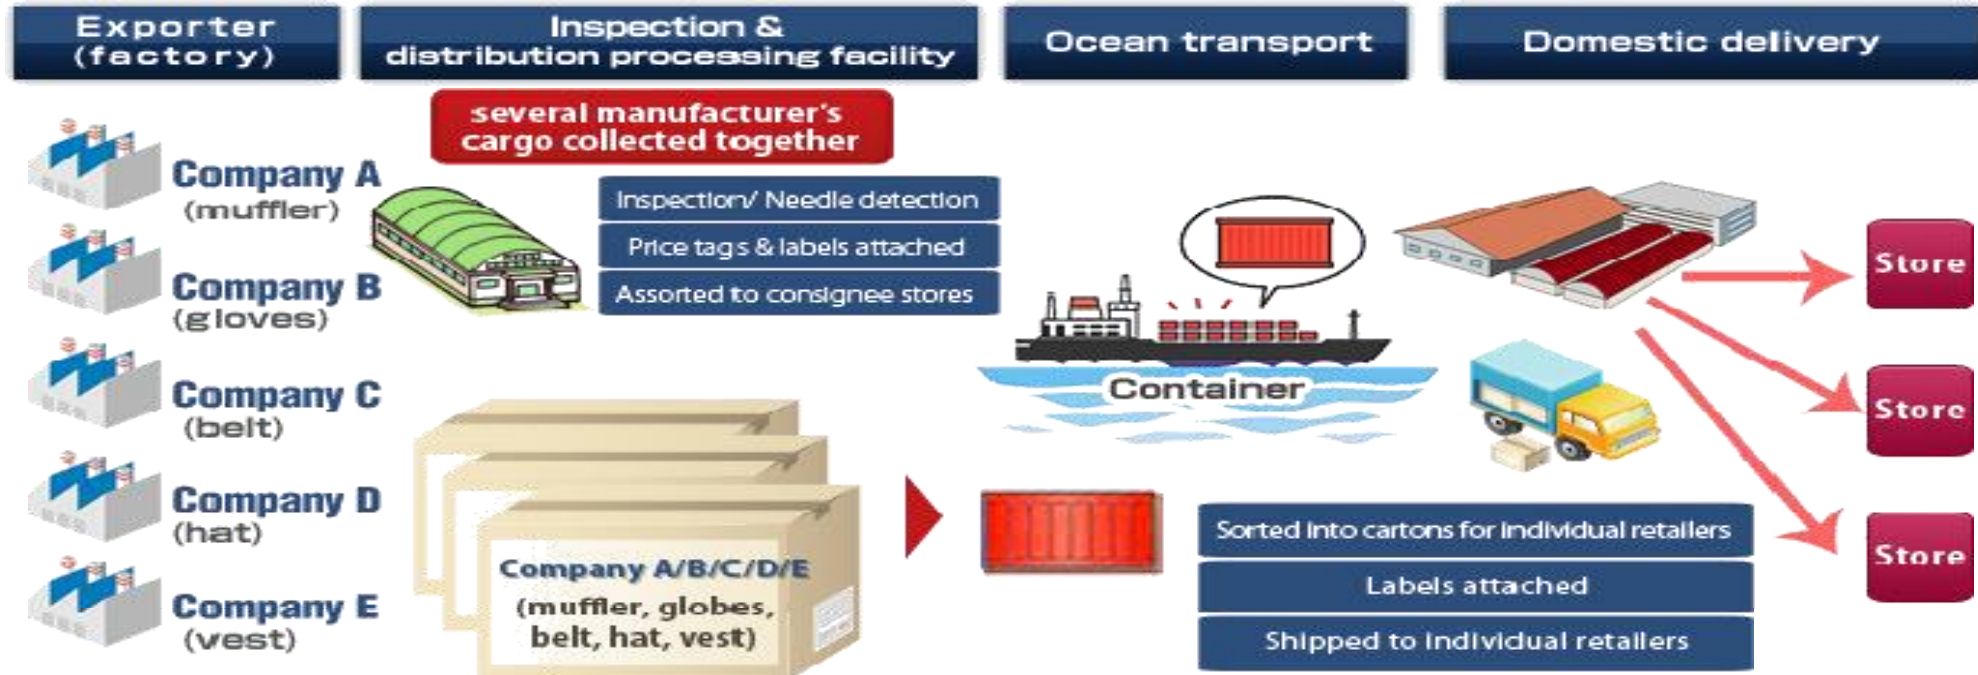 Exporter
(factory)
Inspection &
distribution processing facility
Ocean transport
Domestic delivery
several manufacturer's
cargo collected together
Company A
(muffler)
Company B
(gloves)
Company C
(belt)
Company D
(hat)
Company E
(vest)
Inspection/ Needle detection
Price tags & labels attached
Assorted to consignee stores
Company A/B/C/D/E
(muffler, globes,
belt, hat, vest)
Container
Sorted into cartons for individual retailers
Labels attached
Shipped to individual retailers
Store
Store
Store